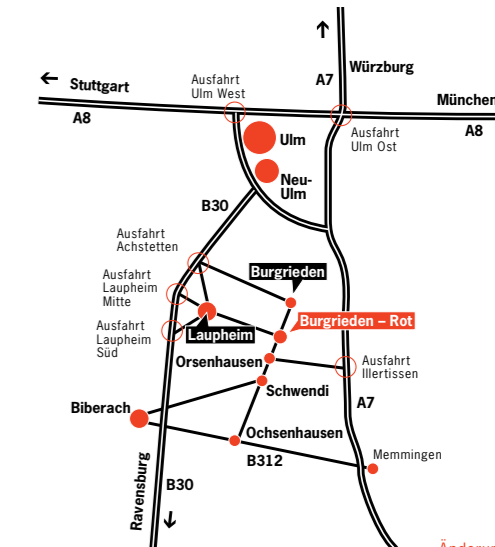 Würzburg
A7
← Stuttgart
Ausfahrt
Ulm West
München
A8
A8
Ausfahrt
Ulm Ost
Ulm
Neu-
Ulm
B30
Ausfahrt
Achstetten
Burgrieden
Ausfahrt
Laupheim
Mitte
Burgrieden – Rot
Ausfahrt
Laupheim
Süd
Laupheim
Orsenhausen
Ausfahrt
Illertissen
Schwendi
A7
Biberach
Ochsenhausen
B312
Memmingen
Ravensburg
B30